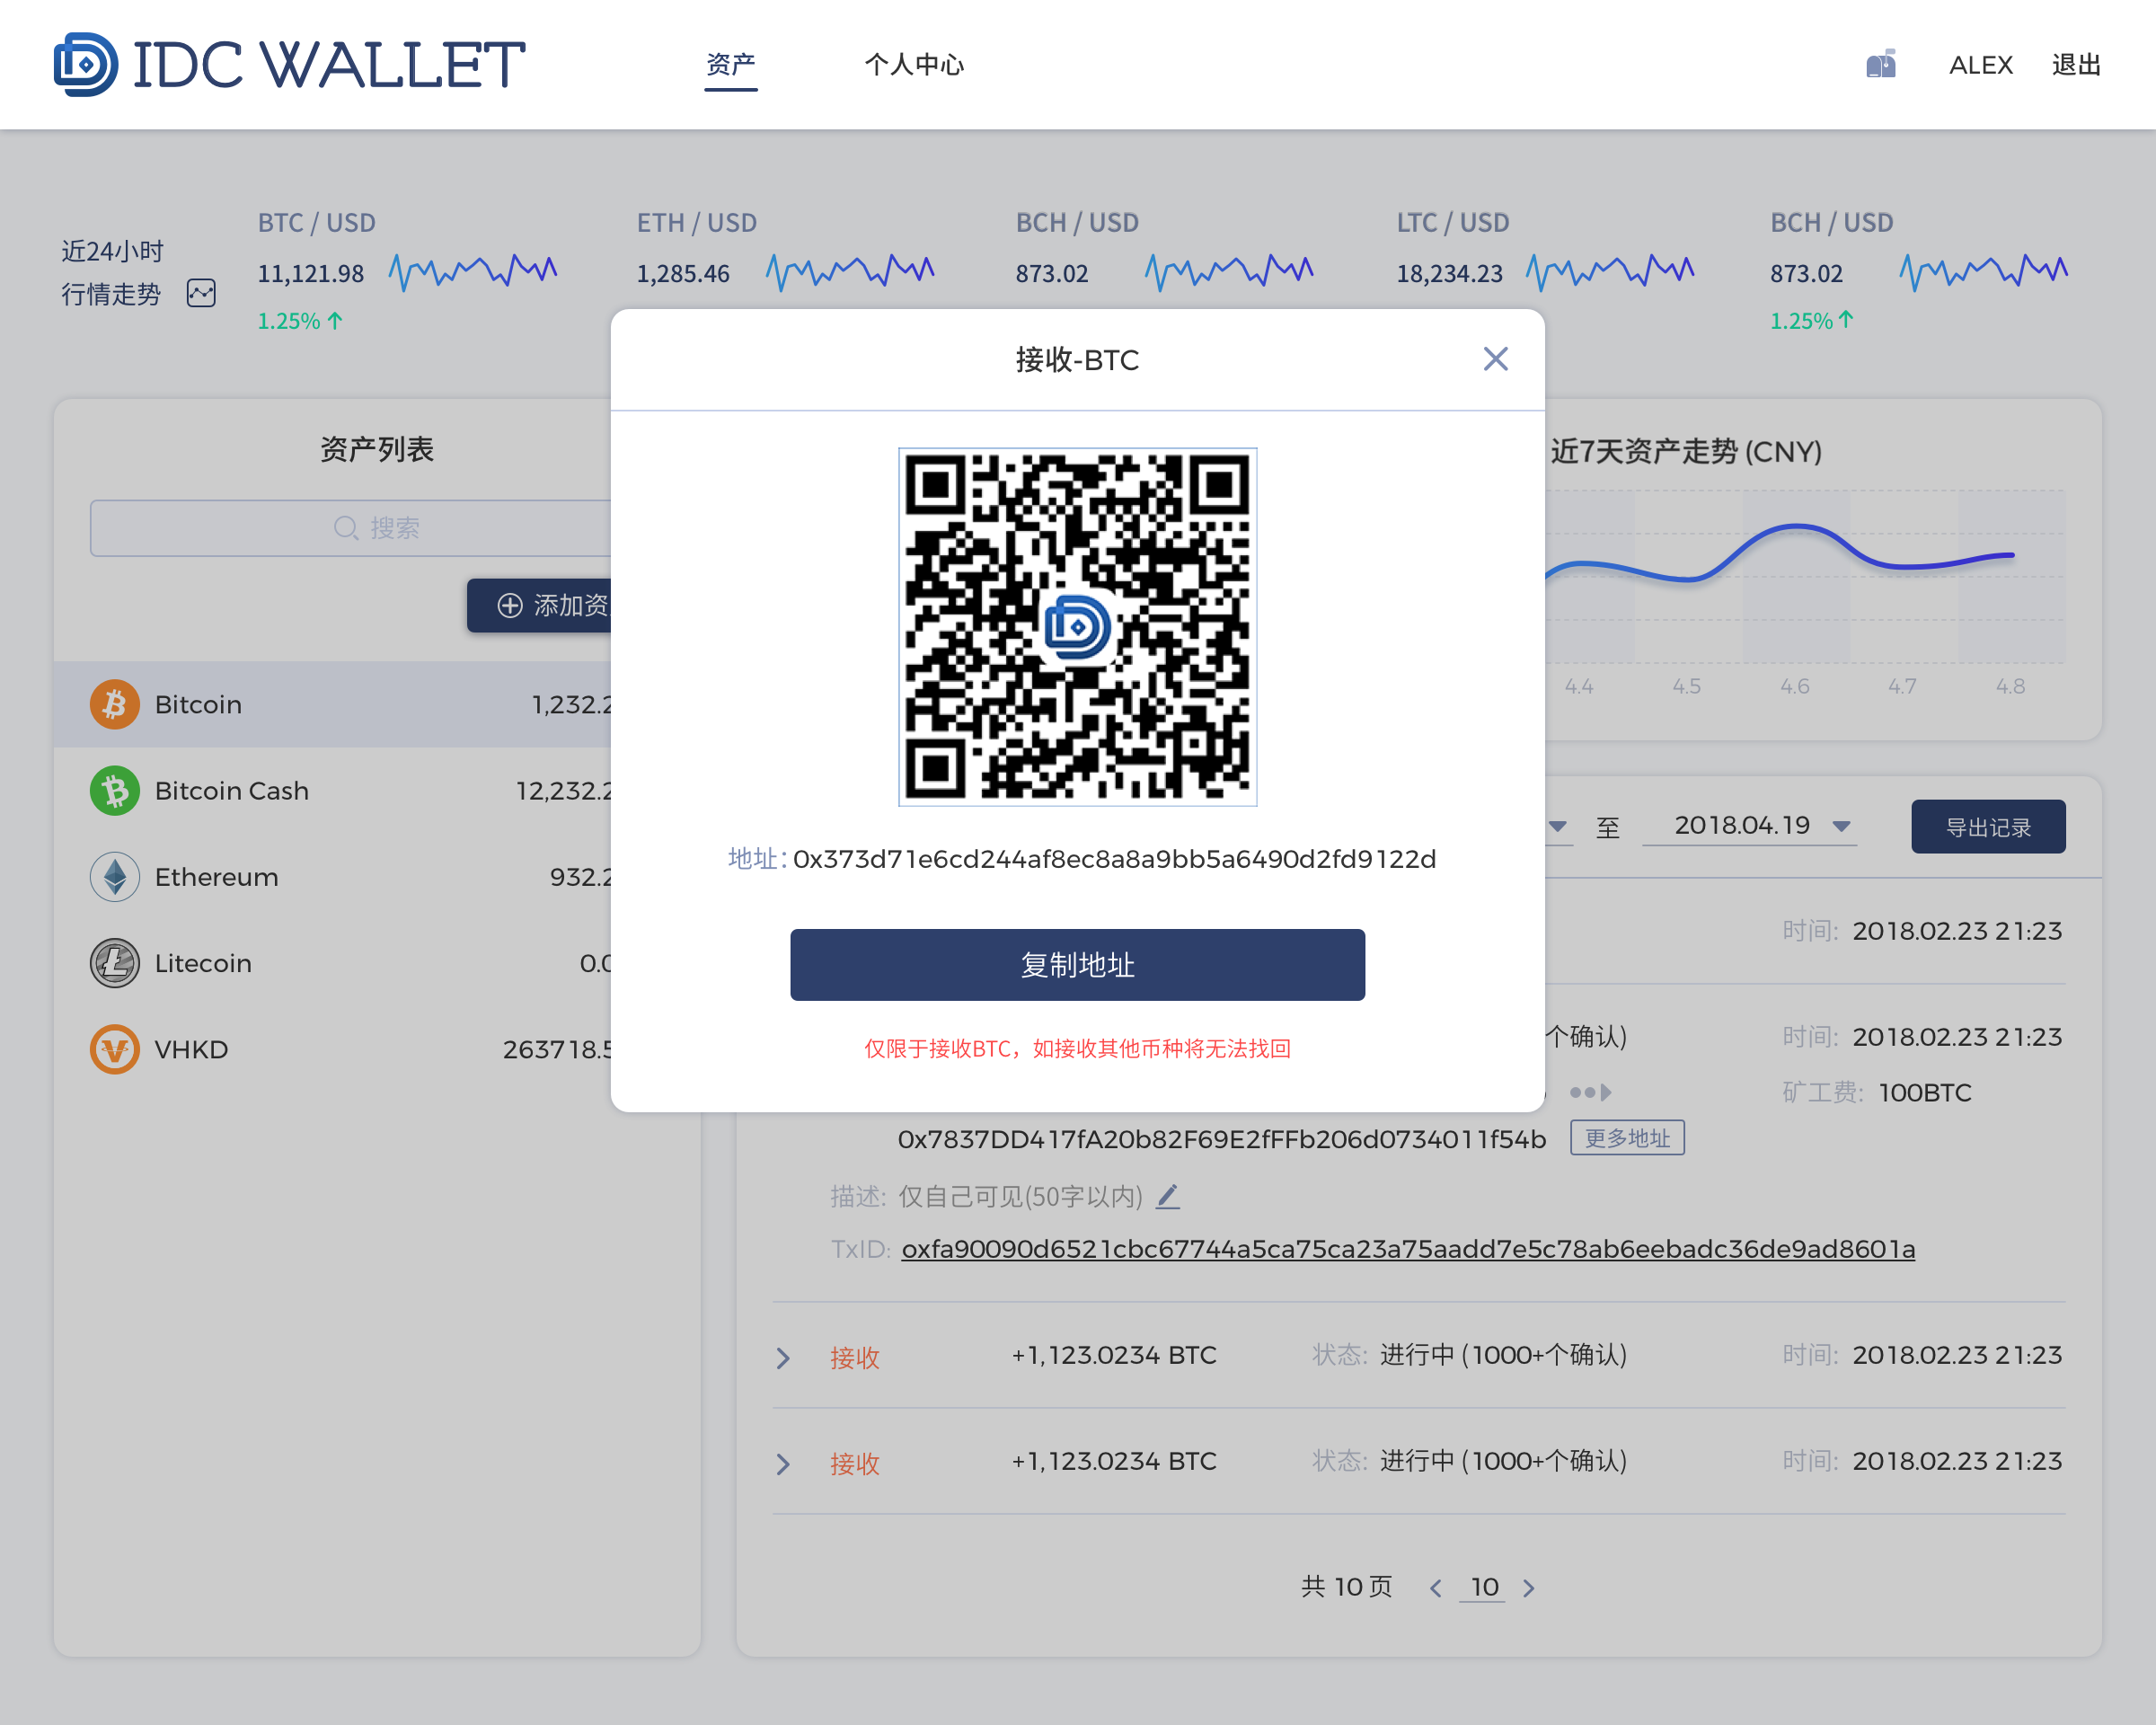 IDC WALLET
资产
个人中心
ALEX
退出
近24小时
行情走势
BTC / USD
11,121.98
1.25%
ETH / USD
1,285.46
BCH / USD
873.02
LTC / USD
18,234.23
BCH / USD
873.02
1.25%
资产列表
搜索
添加资
Bitcoin
1,232.2
Bitcoin Cash
12,232.2
Ethereum
932.2
Litecoin
0.0
VHKD
263718.5
接收-BTC
地址:0x373d71e6cd244af8ec8a8a9bb5a6490d2fd9122d
复制地址
仅限于接收BTC，如接收其他币种将无法找回
近7天资产走势 (CNY)
4.4 4.5 4.6 4.7 4.8
至 2018.04.19
导出记录
时间: 2018.02.23 21:23
个确认) 时间: 2018.02.23 21:23
矿工费: 100BTC
0x7837DD417fA20b82F69E2fFFb206d0734011f54b 更多地址
描述: 仅自己可见(50字以内)
TxID: oxfa90090d6521cbc67744a5ca75ca23a75aadd7e5c78ab6eebadc36de9ad8601a
接收 +1,123.0234 BTC 状态: 进行中 (1000+个确认) 时间: 2018.02.23 21:23
接收 +1,123.0234 BTC 状态: 进行中 (1000+个确认) 时间: 2018.02.23 21:23
共 10 页 10